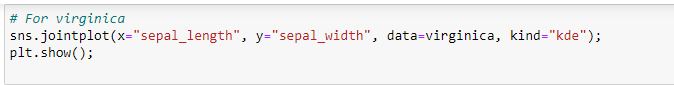 # For virginica
sns.jointplot(x="sepal_length", y="sepal_width", data=virginica, kind="kde");
plt.show();